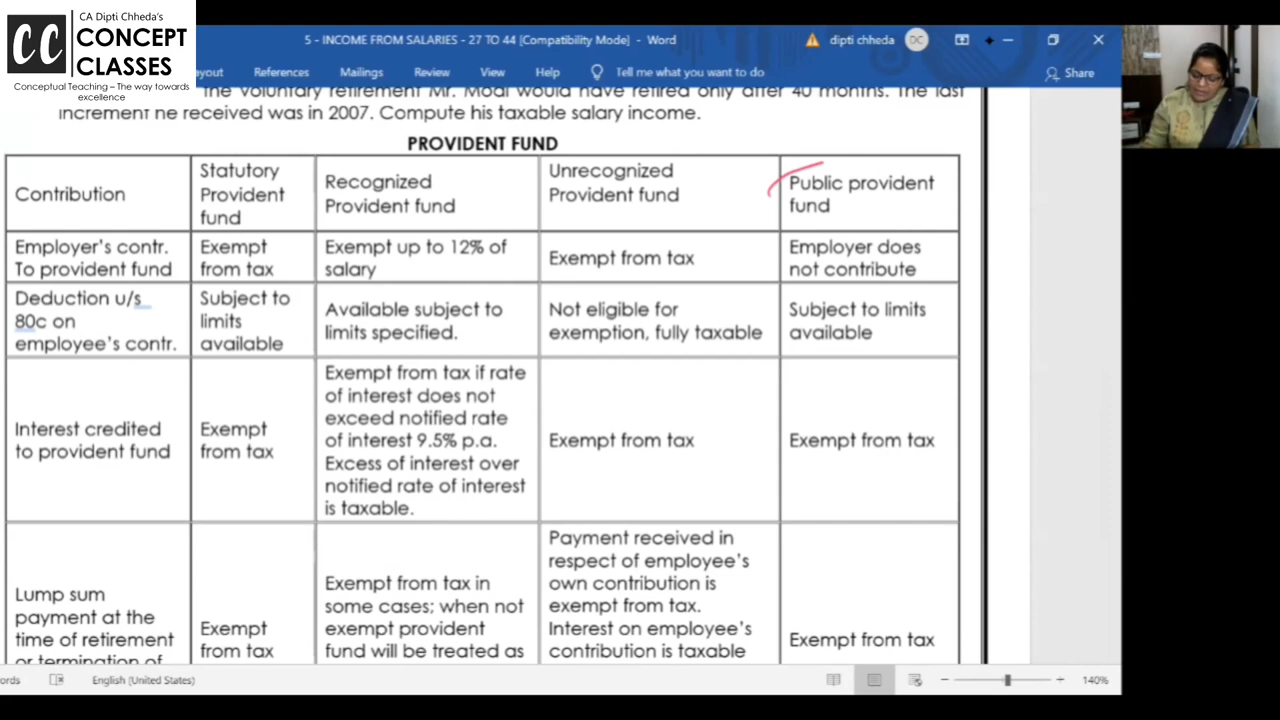 CA Dipti Chheda's
CC CONCEPT
CLASSES
Conceptual Teaching – The way towards
excellence
5 - INCOME FROM SALARIES - 27 TO 44 [Compatibility Mode] - Word
dipti chheda
DC
yout References Mailings Review View Help Tell me what you want to do
Share
the voluntary retirement Mr. Modi would have retired only after 40 months. The last
increment he received was in 2007. Compute his taxable salary income.
PROVIDENT FUND
Contribution
Statutory
Provident
fund
Recognized
Provident fund
Unrecognized
Provident fund
Public provident
fund
Employer's contr.
To provident fund
Exempt
from tax
Exempt up to 12% of
salary
Exempt from tax
Employer does
not contribute
Deduction u/s
80c on
employee's contr.
Subject to
limits
available
Available subject to
limits specified.
Not eligible for
exemption, fully taxable
Subject to limits
available
Interest credited
to provident fund
Exempt
from tax
Exempt from tax if rate
of interest does not
exceed notified rate
of interest 9.5% p.a.
Excess of interest over
notified rate of interest
is taxable.
Exempt from tax
Exempt from tax
Lump sum
payment at the
time of retirement
or termination of
Exempt
from tax
Exempt from tax in
some cases; when not
exempt provident
fund will be treated as
Payment received in
respect of employee's
own contribution is
exempt from tax.
Interest on employee's
contribution is taxable
Exempt from tax
ords
English (United States)
140%